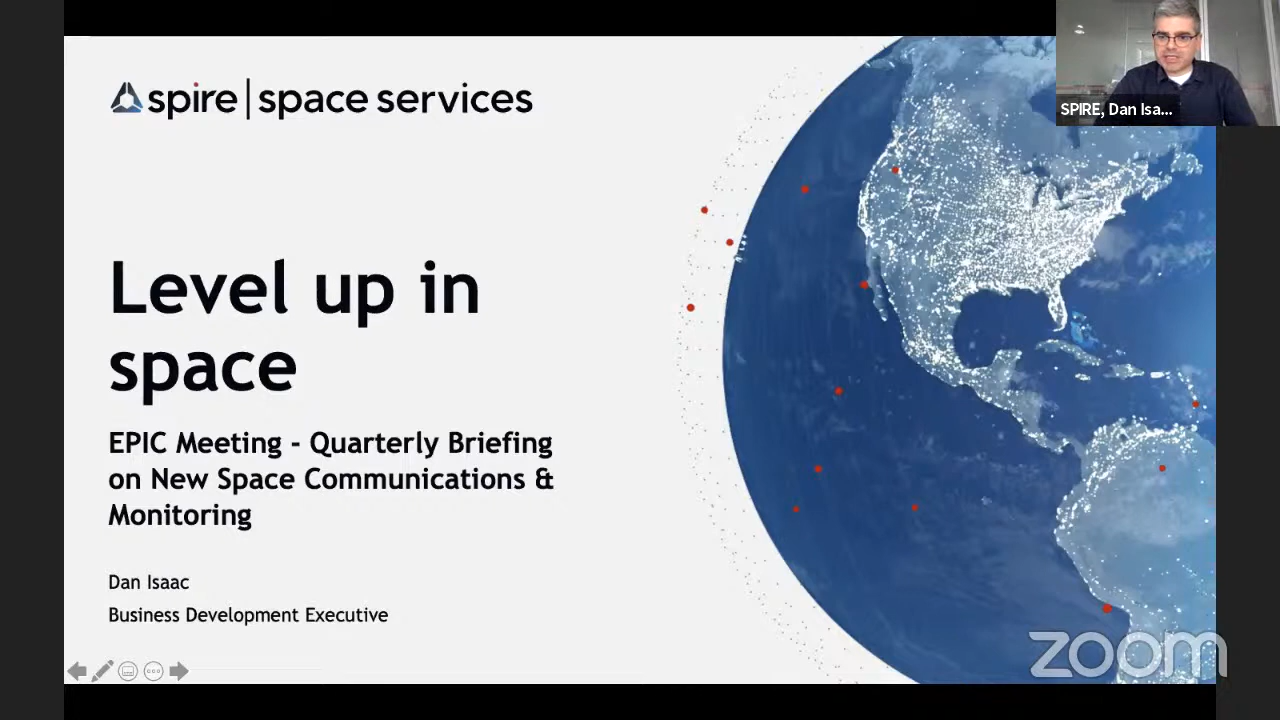 spire | space services
SPIRE, Dan Isa...
Level up in
space
EPIC Meeting - Quarterly Briefing
on New Space Communications &
Monitoring
Dan Isaac
Business Development Executive
zoom